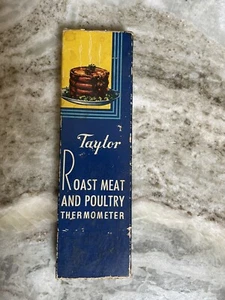 Taylor
ROAST MEAT
AND POULTRY
THERMOMETER